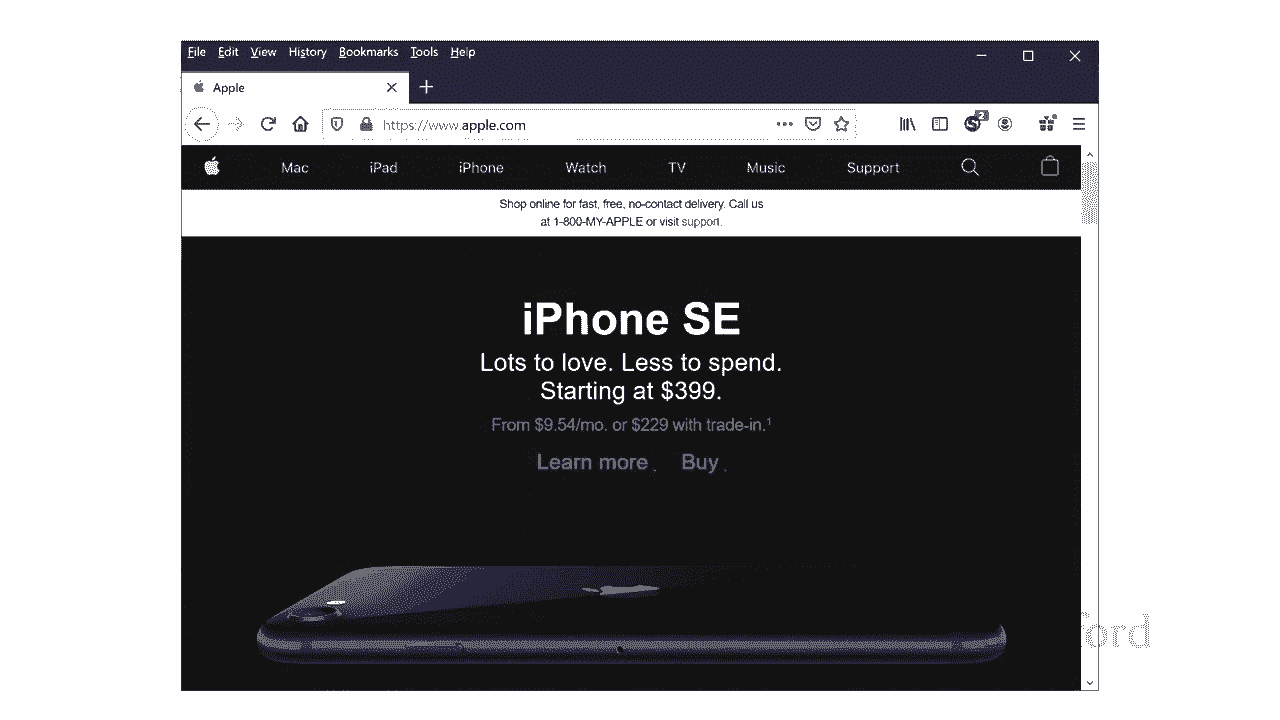 File Edit View History Bookmarks Tools Help
Apple
https://www.apple.com
2
Mac iPad iPhone Watch TV Music Support
Shop online for fast, free, no-contact delivery. Call us
at 1-800-MY-APPLE or visit support.
iPhone SE
Lots to love. Less to spend.
Starting at $399.
From $9.54/mo. or $229 with trade-in.¹
Learn more Buy